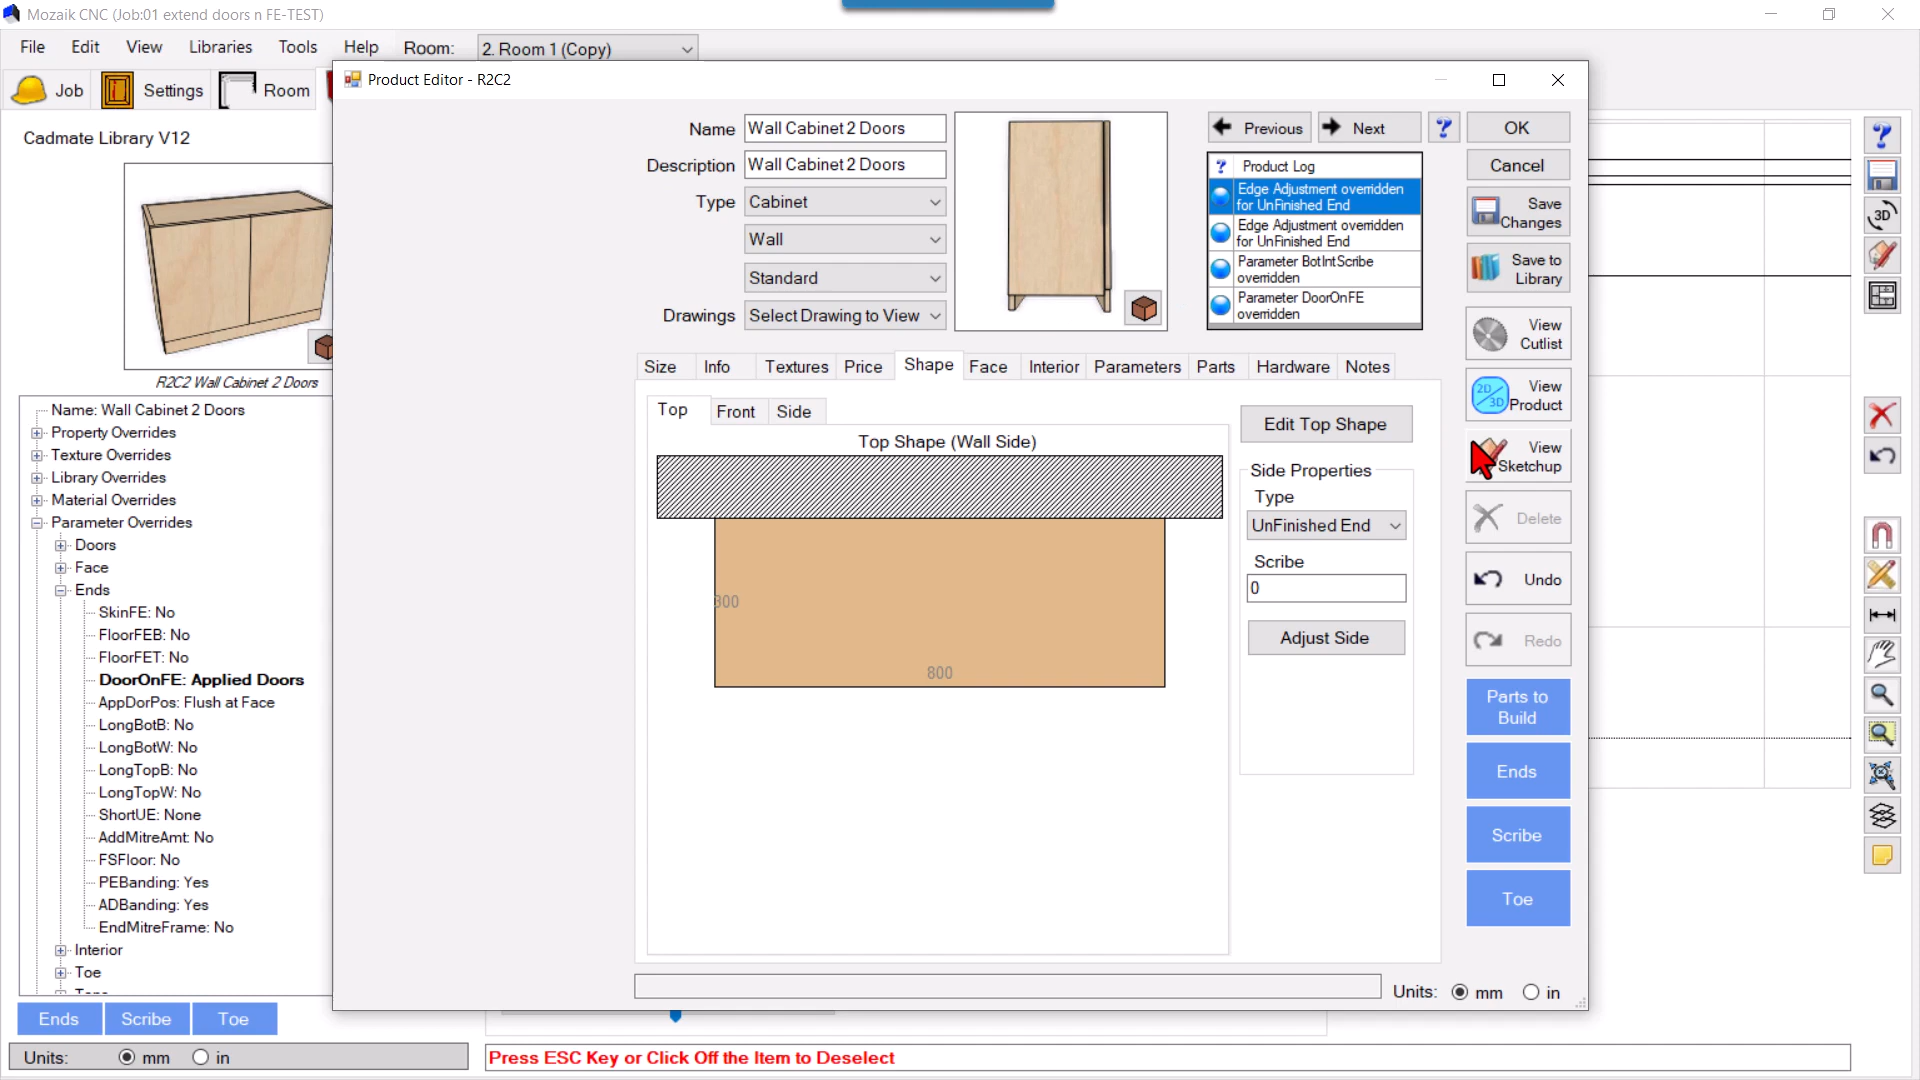 Mozaik CNC (Job:01 extend doors n FE-TEST)
File Edit View Libraries Tools Help Room: 2. Room 1 (Copy)
Job Settings Room
Product Editor - R2C2
Cadmate Library V12
R2C2 Wall Cabinet 2 Doors
Name: Wall Cabinet 2 Doors
Property Overrides
Texture Overrides
Library Overrides
Material Overrides
Parameter Overrides
Doors
Face
Ends
SkinFE: No
FloorFEB: No
FloorFET: No
DoorOnFE: Applied Doors
AppDorPos: Flush at Face
LongBotB: No
LongBotW: No
LongTopB: No
LongTopW: No
ShortUE: None
AddMitreAmt: No
FSFloor: No
PEBanding: Yes
ADBanding: Yes
EndMitreFrame: No
Interior
Toe
Ends Scribe Toe
Units: mm in
Name Wall Cabinet 2 Doors
Description Wall Cabinet 2 Doors
Type Cabinet
Wall
Standard
Drawings Select Drawing to View
Previous Next ? OK
? Product Log
Edge Adjustment overridden
for UnFinished End
Edge Adjustment overridden
for UnFinished End
Parameter BotIntScribe
overridden
Parameter DoorOnFE
overridden
Cancel
Save
Changes
Save to
Library
View
Cutlist
2D/3D View
Product
View
Sketchup
Delete
Undo
Redo
Parts to
Build
Ends
Scribe
Toe
Size Info Textures Price Shape Face Interior Parameters Parts Hardware Notes
Top Front Side
Top Shape (Wall Side)
300
800
Edit Top Shape
Side Properties
Type
UnFinished End
Scribe
0
Adjust Side
Units: mm in
Press ESC Key or Click Off the Item to Deselect
?
3D